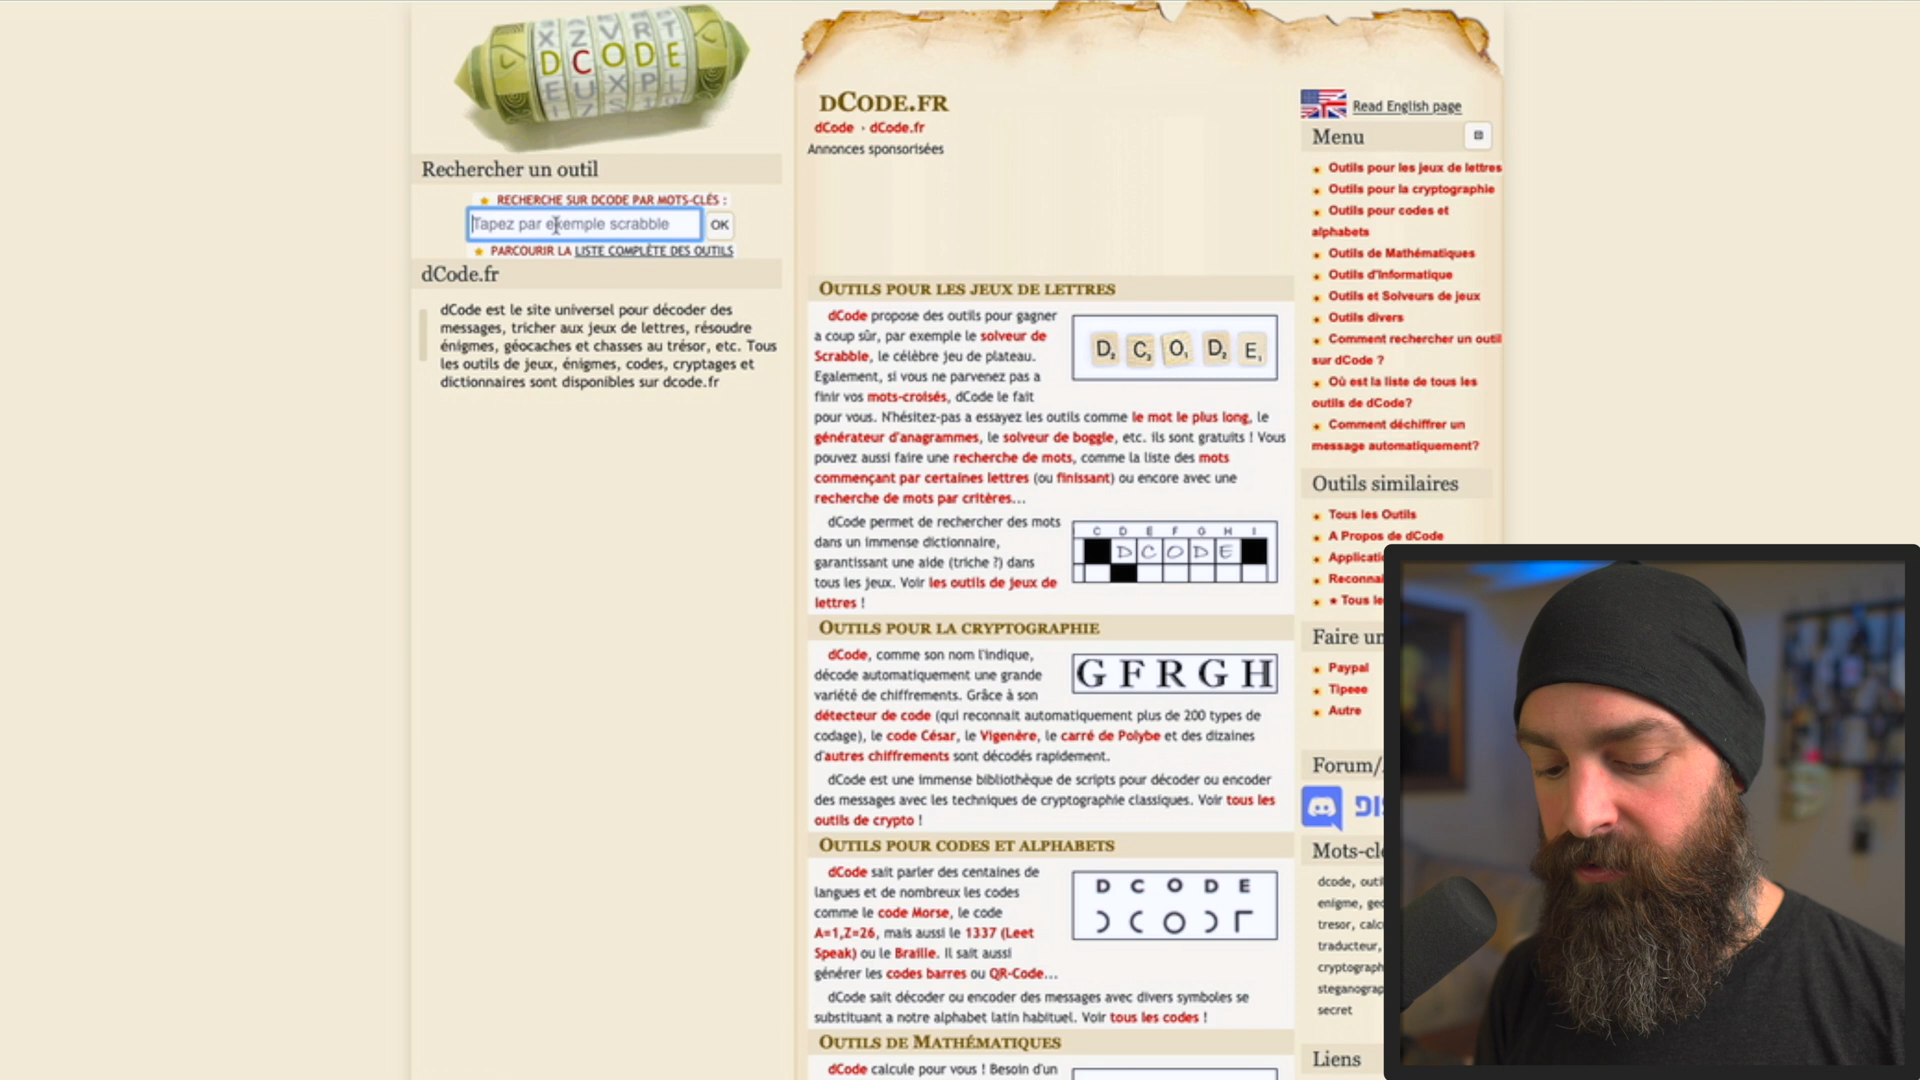 X Z V R T
D C O D E
E U X P L
Rechercher un outil
RECHERCHE SUR DCODE PAR MOTS-CLÉS :
Tapez par exemple scrabble
OK
PARCOURIR LA LISTE COMPLÈTE DES OUTILS
dCode.fr
dCode est le site universel pour décoder des
messages, tricher aux jeux de lettres, résoudre
énigmes, géocaches et chasses au trésor, etc. Tous
les outils de jeux, énigmes, codes, cryptages et
dictionnaires sont disponibles sur dcode.fr
DCODE.FR
dCode · dCode.fr
Annonces sponsorisées
OUTILS POUR LES JEUX DE LETTRES
dCode propose des outils pour gagner
a coup sûr, par exemple le solveur de
Scrabble, le célèbre jeu de plateau.
Egalement, si vous ne parvenez pas a
finir vos mots-croisés, dCode le fait
pour vous. N'hésitez-pas a essayez les outils comme le mot le plus long, le
générateur d'anagrammes, le solveur de boggle, etc. ils sont gratuits ! Vous
pouvez aussi faire une recherche de mots, comme la liste des mots
commençant par certaines lettres (ou finissant) ou encore avec une
recherche de mots par critères...
D2 C3 O1 D2 E1
dCode permet de rechercher des mots
dans un immense dictionnaire,
garantissant une aide (triche ?) dans
tous les jeux. Voir les outils de jeux de
lettres !
C D E F G H I
D C O D E
OUTILS POUR LA CRYPTOGRAPHIE
dCode, comme son nom l'indique,
décode automatiquement une grande
variété de chiffrements. Grâce à son
détecteur de code (qui reconnait automatiquement plus de 200 types de
codage), le code César, le Vigenère, le carré de Polybe et des dizaines
d'autres chiffrements sont décodés rapidement.
GFRGH
dCode est une immense bibliothèque de scripts pour décoder ou encoder
des messages avec les techniques de cryptographie classiques. Voir tous les
outils de crypto !
OUTILS POUR CODES ET ALPHABETS
dCode sait parler des centaines de
langues et de nombreux les codes
comme le code Morse, le code
A=1,Z=26, mais aussi le 1337 (Leet
Speak) ou le Braille. Il sait aussi
générer les codes barres ou QR-Code...
D C O D E
dCode sait décoder ou encoder des messages avec divers symboles se
substituant a notre alphabet latin habituel. Voir tous les codes !
OUTILS DE MATHÉMATIQUES
dCode calcule pour vous ! Besoin d'un
Read English page
Menu
Outils pour les jeux de lettres
Outils pour la cryptographie
Outils pour codes et
alphabets
Outils de Mathématiques
Outils d'Informatique
Outils et Solveurs de jeux
Outils divers
Comment rechercher un outil
sur dCode ?
Où est la liste de tous les
outils de dCode?
Comment déchiffrer un
message automatiquement?
Outils similaires
Tous les Outils
A Propos de dCode
Applicati
Reconnai
★ Tous le
Faire un
Paypal
Tipeee
Autre
Forum/
Mots-cl
dcode, outil
enigme, geo
tresor, calc
traducteur,
cryptograph
steganograp
secret
Liens